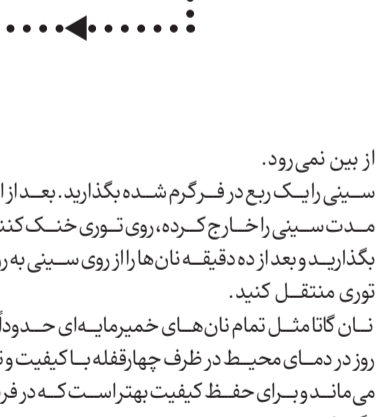 از بین نمی‌رود.
سینی را یک ربع در فر گرم شده بگذارید. بعد از
مدت سینی را خارج کرده، روی توری خنک
بگذارید و بعد از ده دقیقه نان‌ها را از روی سینی به
توری منتقل کنید.
نان گاتا مثل تمام نان‌های خمیرمایه‌ای حدوداً
روز در دمای محیط در ظرف چهارقفله با کیفیت و
می‌ماند و برای حفظ کیفیت بهتر است که در